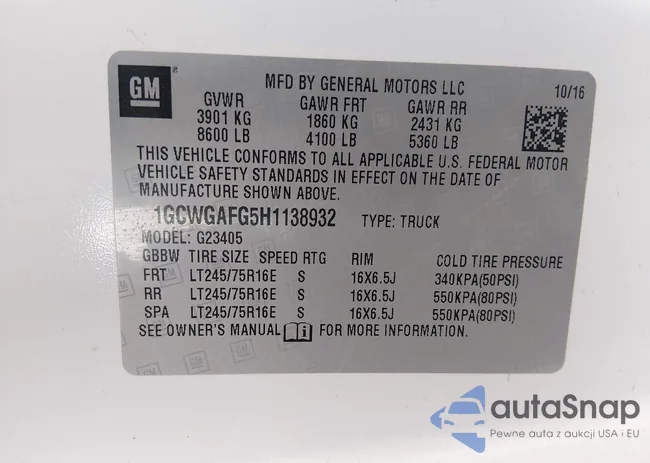 GM
MFD BY GENERAL MOTORS LLC 10/16
GVWR GAWR FRT GAWR RR
3901 KG 1860 KG 2431 KG
8600 LB 4100 LB 5360 LB
THIS VEHICLE CONFORMS TO ALL APPLICABLE U.S. FEDERAL MOTOR
VEHICLE SAFETY STANDARDS IN EFFECT ON THE DATE OF
MANUFACTURE SHOWN ABOVE.
1GCWGAFG5H1138932 TYPE: TRUCK
MODEL: G23405
GBBW TIRE SIZE SPEED RTG RIM COLD TIRE PRESSURE
FRT LT245/75R16E S 16X6.5J 340KPA(50PSI)
RR LT245/75R16E S 16X6.5J 550KPA(80PSI)
SPA LT245/75R16E S 16X6.5J 550KPA(80PSI)
SEE OWNER'S MANUAL FOR MORE INFORMATION.
autoSnap
Pewne auta z aukcji USA i EU